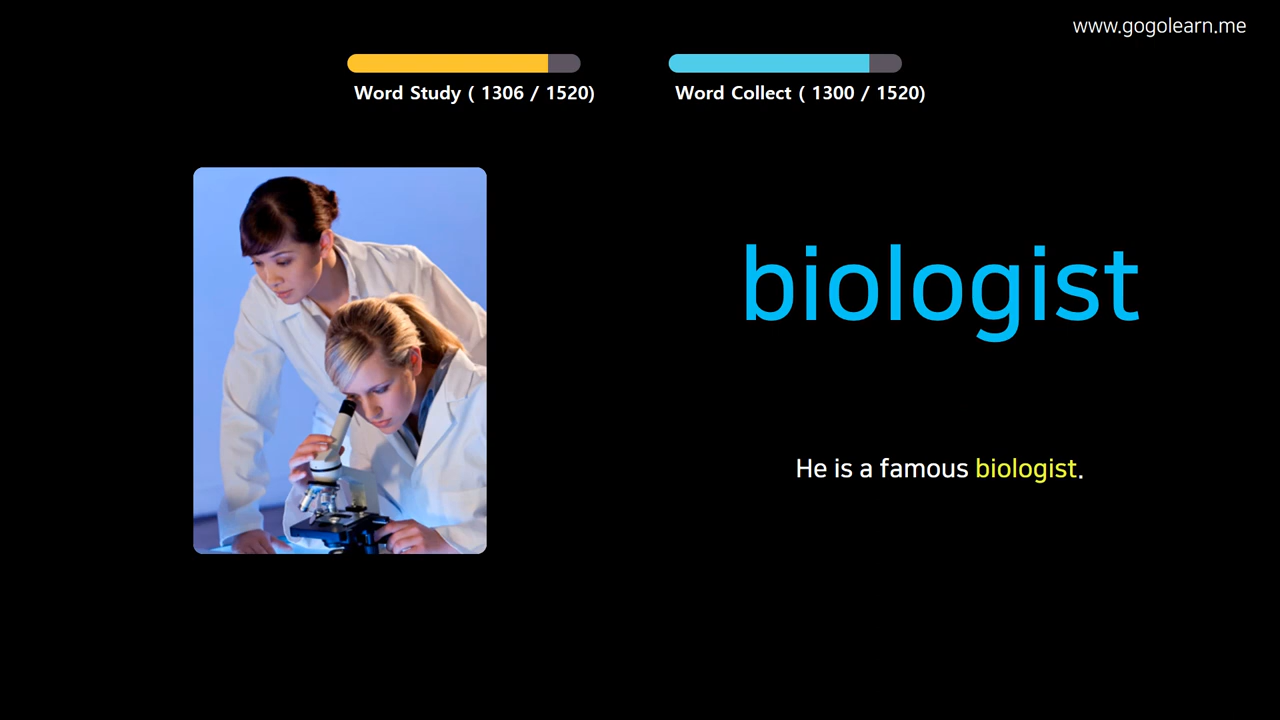 www.gogolearn.me
Word Study ( 1306 / 1520)
Word Collect ( 1300 / 1520)
biologist
He is a famous biologist.